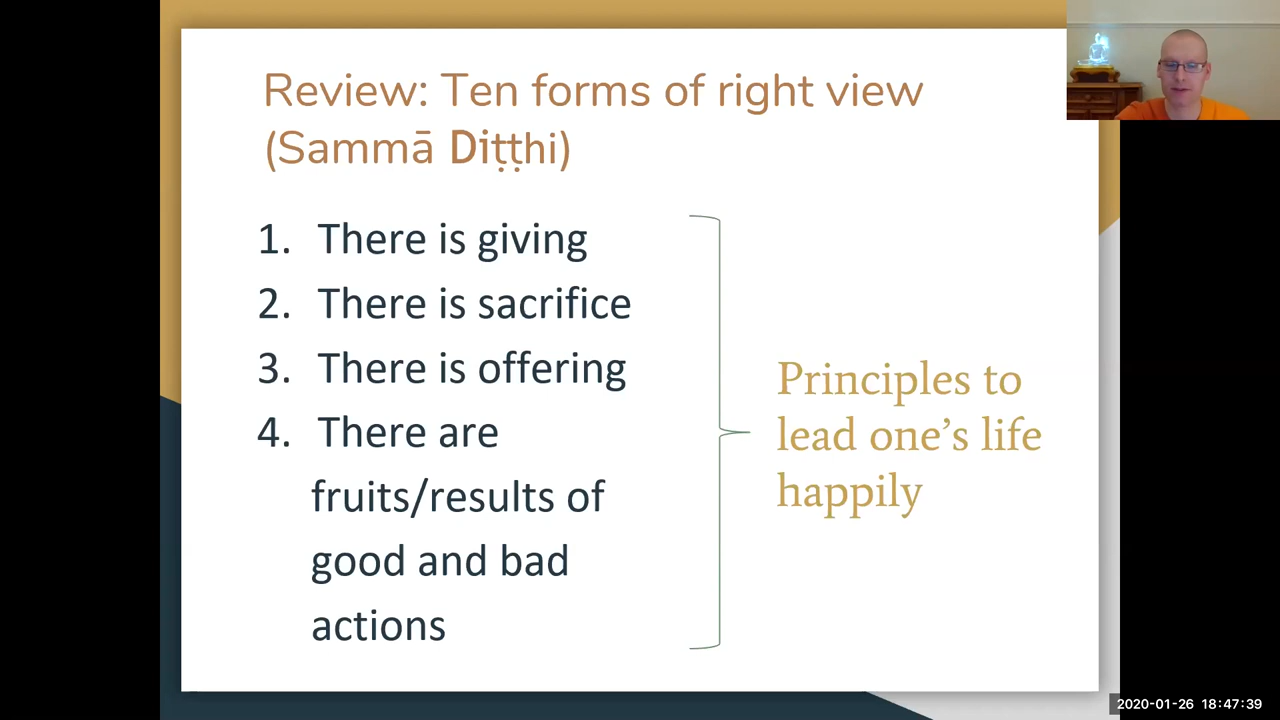 Review: Ten forms of right view
(Sammā Diṭṭhi)
1. There is giving
2. There is sacrifice
3. There is offering
4. There are
fruits/results of
good and bad
actions
Principles to
lead one’s life
happily
2020-01-26 18:47:39